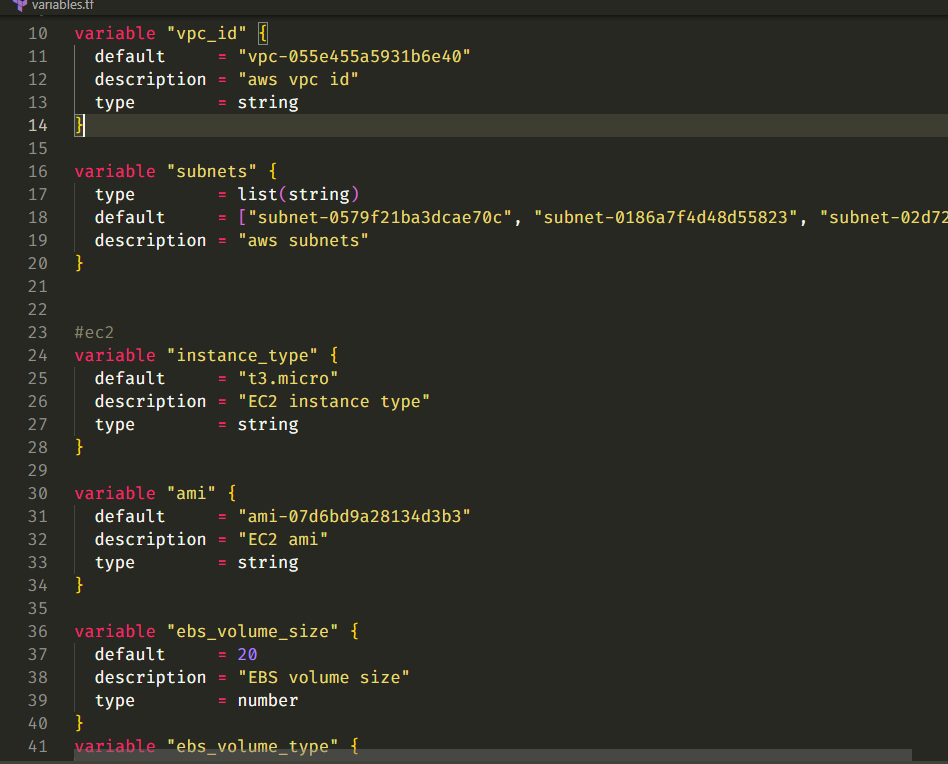 variables.tf
10 variable "vpc_id" {
11   default     = "vpc-055e455a5931b6e40"
12   description = "aws vpc id"
13   type        = string
14 }
15
16 variable "subnets" {
17   type        = list(string)
18   default     = ["subnet-0579f21ba3dcae70c", "subnet-0186a7f4d48d55823", "subnet-02d72
19   description = "aws subnets"
20 }
21
22
23 #ec2
24 variable "instance_type" {
25   default     = "t3.micro"
26   description = "EC2 instance type"
27   type        = string
28 }
29
30 variable "ami" {
31   default     = "ami-07d6bd9a28134d3b3"
32   description = "EC2 ami"
33   type        = string
34 }
35
36 variable "ebs_volume_size" {
37   default     = 20
38   description = "EBS volume size"
39   type        = number
40 }
41 variable "ebs_volume_type" {